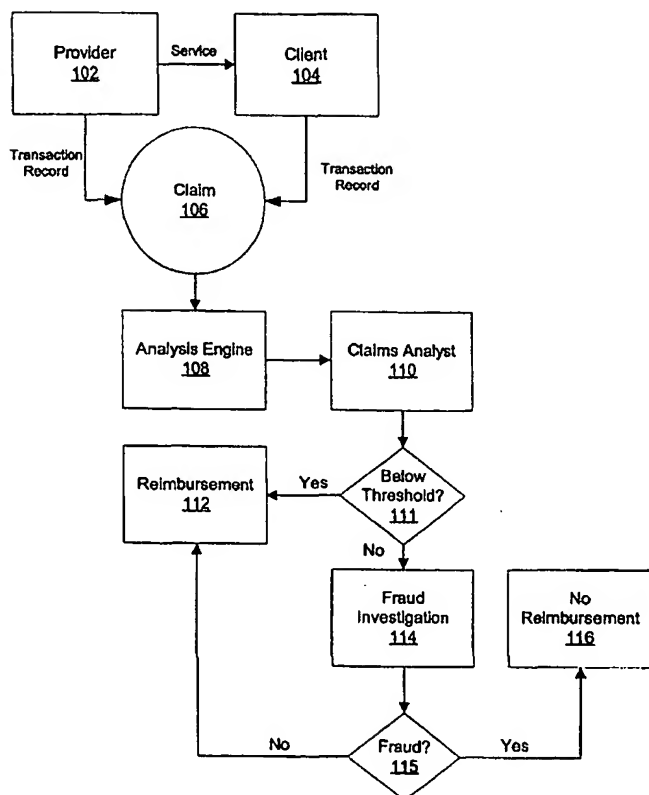 Provider
102
Service
Client
104
Transaction
Record
Transaction
Record
Claim
106
Analysis Engine
108
Claims Analyst
110
Reimbursement
112
Yes
Below
Threshold?
111
No
Fraud
Investigation
114
No
Reimbursement
116
No
Fraud?
115
Yes